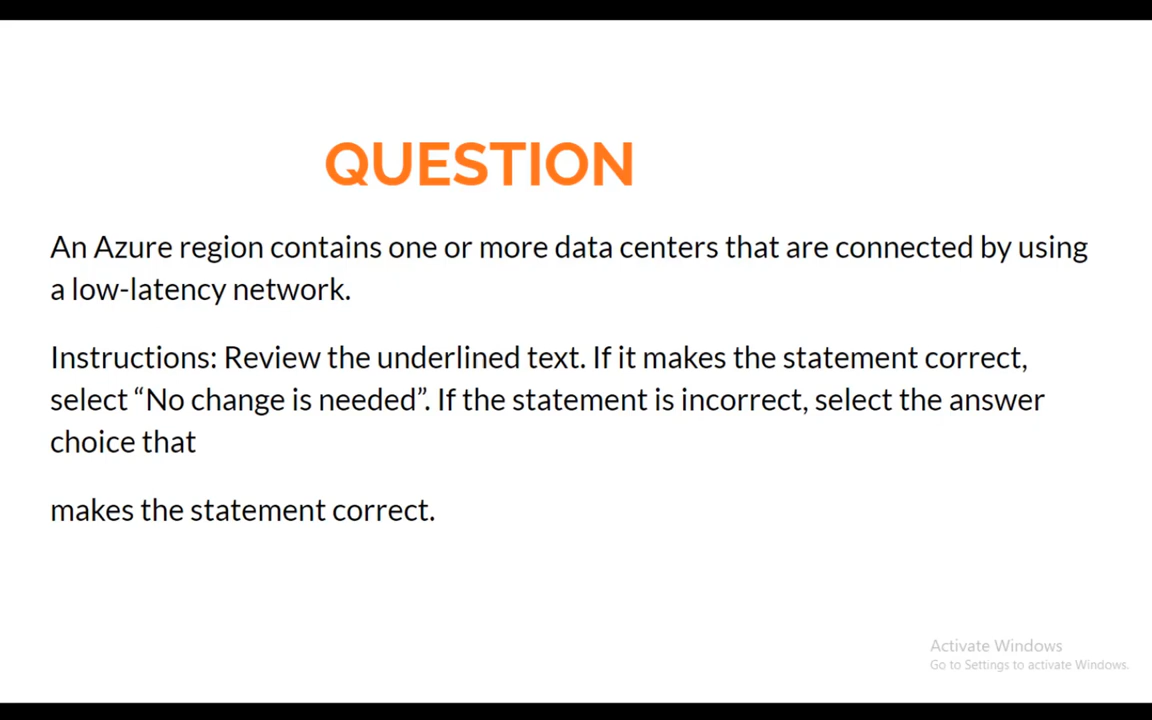 QUESTION
An Azure region contains one or more data centers that are connected by using
a low-latency network.
Instructions: Review the underlined text. If it makes the statement correct,
select “No change is needed”. If the statement is incorrect, select the answer
choice that
makes the statement correct.
Activate Windows
Go to Settings to activate Windows.